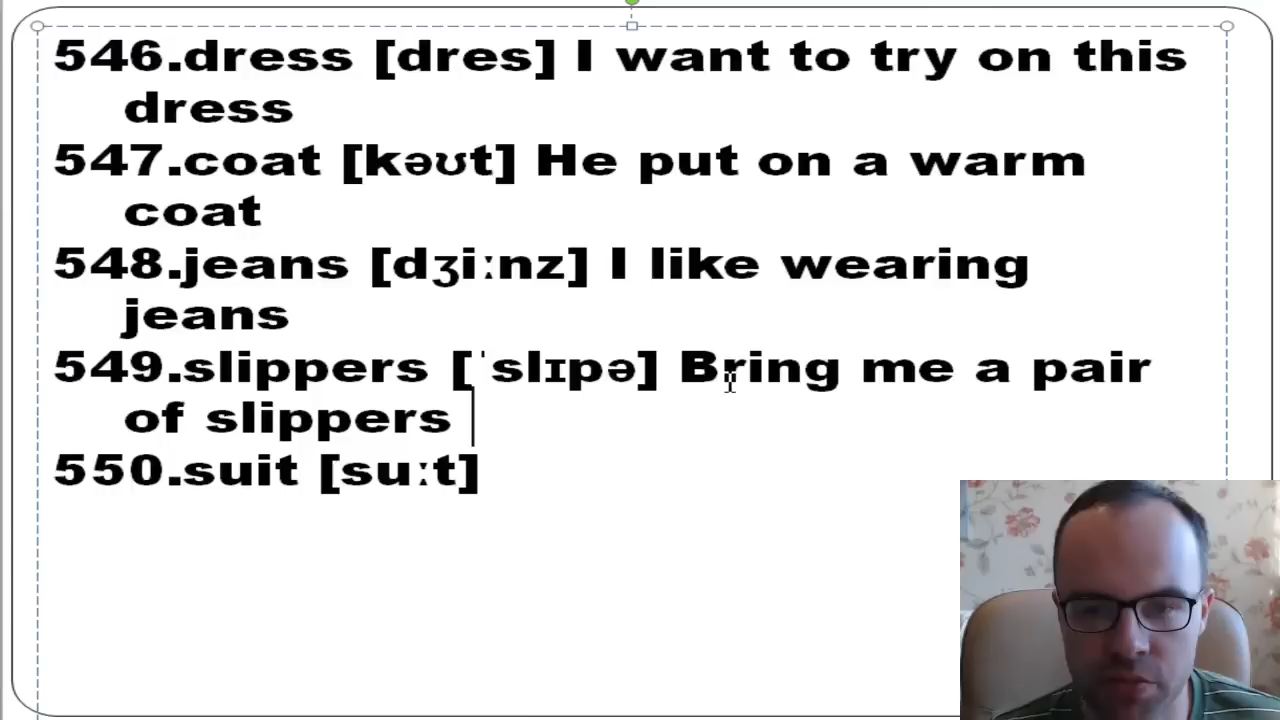 546.dress [dres] I want to try on this
dress
547.coat [kəʊt] He put on a warm
coat
548.jeans [dʒiːnz] I like wearing
jeans
549.slippers [ˈslɪpə] Bring me a pair
of slippers
550.suit [suːt]